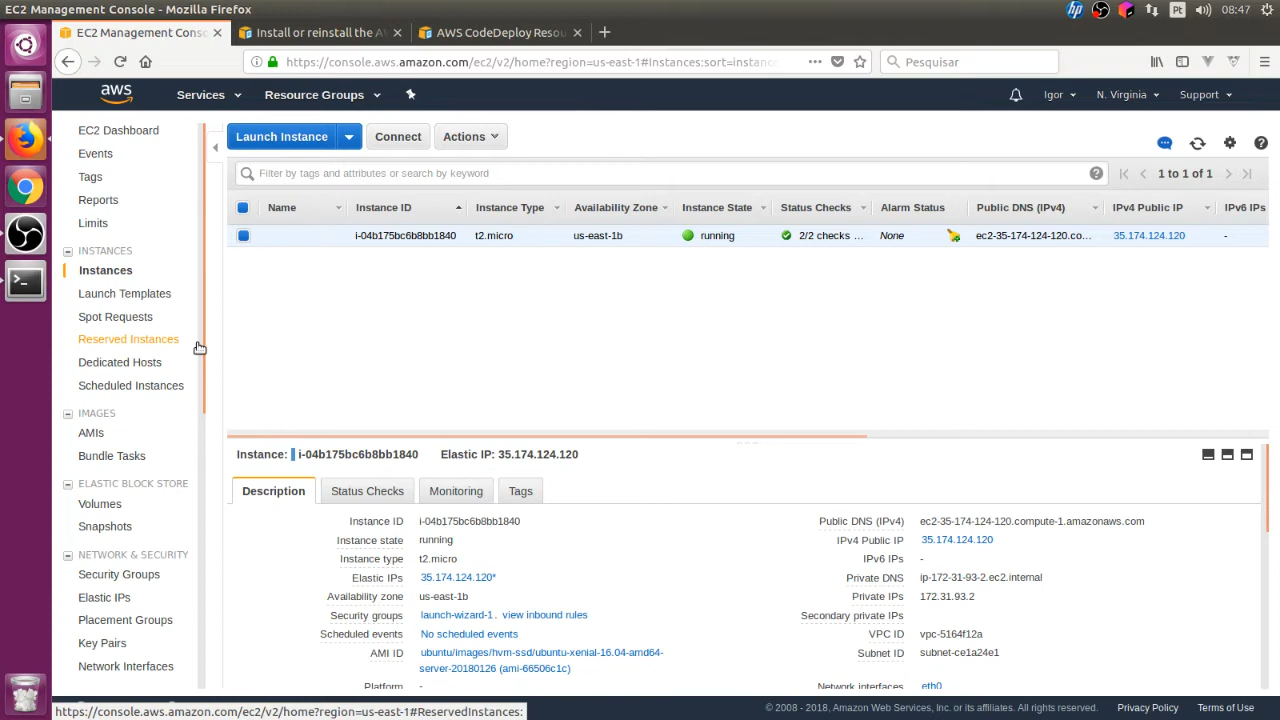 EC2 Management Console - Mozilla Firefox
Pt
08:47
EC2 Management Conso
Install or reinstall the AW
AWS CodeDeploy Resou
https://console.aws.amazon.com/ec2/v2/home?region=us-east-1#Instances:sort=instanc
Pesquisar
aws
Services
Resource Groups
Igor
N. Virginia
Support
EC2 Dashboard
Events
Tags
Reports
Limits
INSTANCES
Instances
Launch Templates
Spot Requests
Reserved Instances
Dedicated Hosts
Scheduled Instances
IMAGES
AMIs
Bundle Tasks
ELASTIC BLOCK STORE
Volumes
Snapshots
NETWORK & SECURITY
Security Groups
Elastic IPs
Placement Groups
Key Pairs
Network Interfaces
Launch Instance
Connect
Actions
Filter by tags and attributes or search by keyword
1 to 1 of 1
Name Instance ID Instance Type Availability Zone Instance State Status Checks Alarm Status Public DNS (IPv4) IPv4 Public IP IPv6 IPs
i-04b175bc6b8bb1840 t2.micro us-east-1b running 2/2 checks ... None ec2-35-174-124-120.co... 35.174.124.120 -
Instance: i-04b175bc6b8bb1840 Elastic IP: 35.174.124.120
Description
Status Checks
Monitoring
Tags
Instance ID i-04b175bc6b8bb1840
Instance state running
Instance type t2.micro
Elastic IPs 35.174.124.120*
Availability zone us-east-1b
Security groups launch-wizard-1. view inbound rules
Scheduled events No scheduled events
AMI ID ubuntu/images/hvm-ssd/ubuntu-xenial-16.04-amd64-
server-20180126 (ami-66506c1c)
Platform -
Public DNS (IPv4) ec2-35-174-124-120.compute-1.amazonaws.com
IPv4 Public IP 35.174.124.120
IPv6 IPs -
Private DNS ip-172-31-93-2.ec2.internal
Private IPs 172.31.93.2
Secondary private IPs
VPC ID vpc-5164f12a
Subnet ID subnet-ce1a24e1
Network interfaces eth0
https://console.aws.amazon.com/ec2/v2/home?region=us-east-1#ReservedInstances:
© 2008 - 2018, Amazon Web Services, Inc. or its affiliates. All rights reserved.
Privacy Policy
Terms of Use